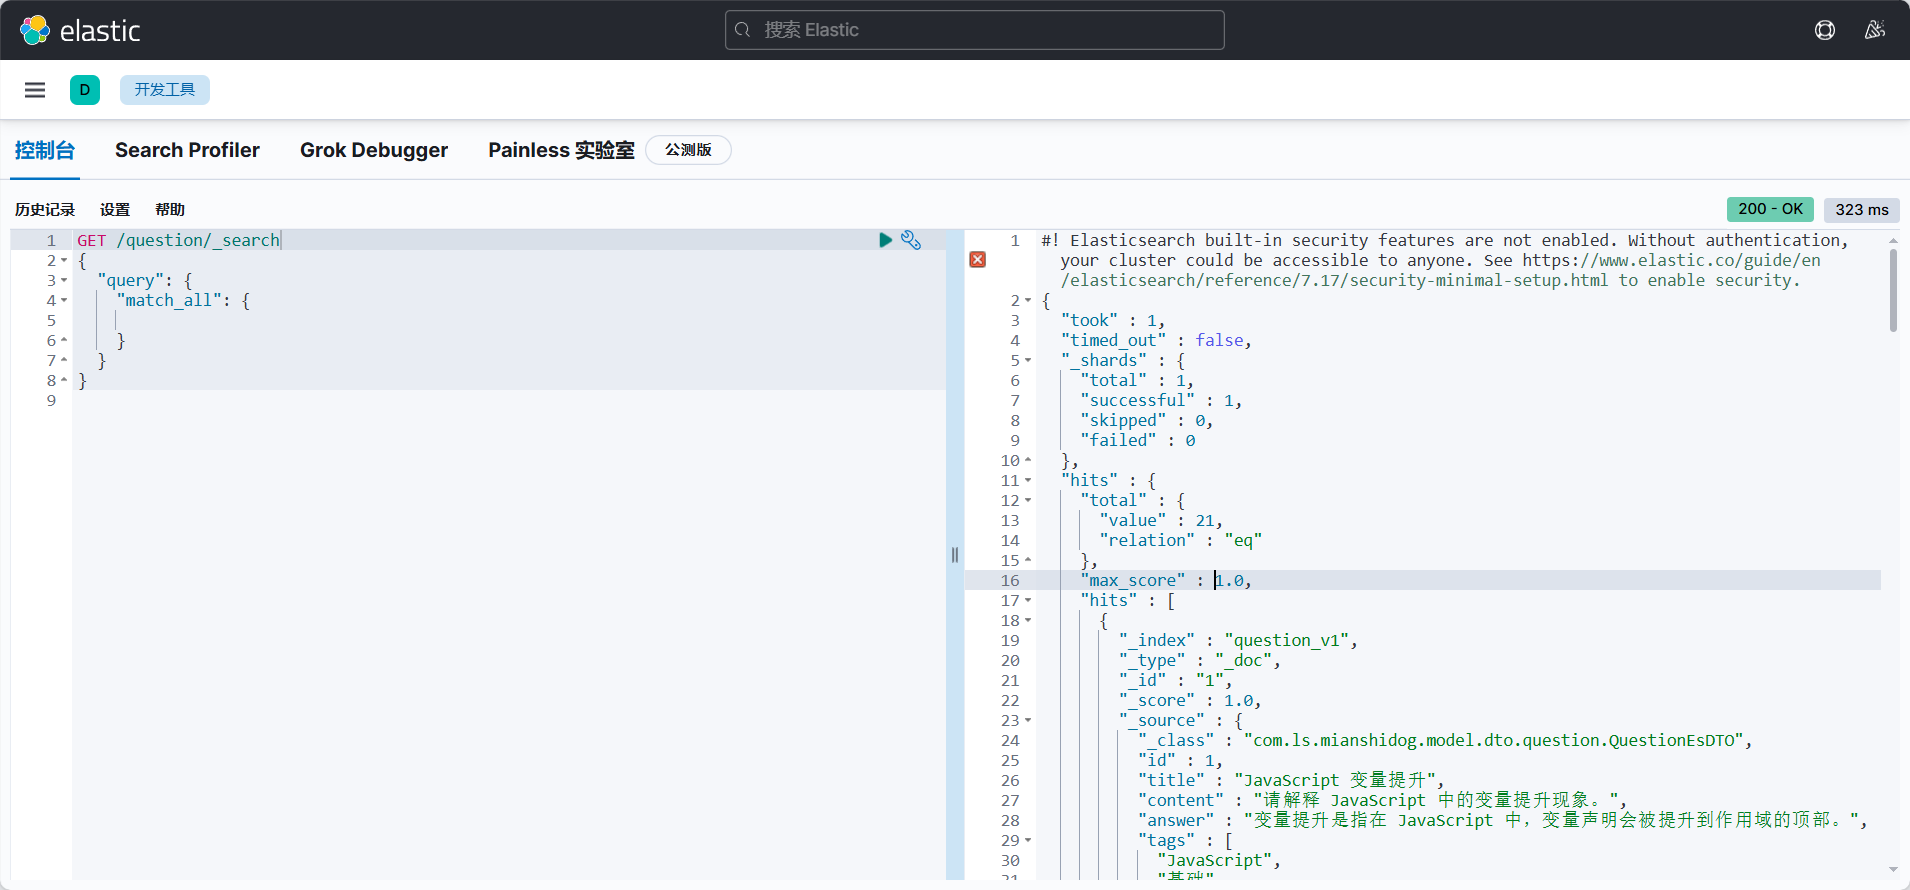 elastic
搜索 Elastic
D
开发工具
控制台 Search Profiler Grok Debugger Painless 实验室 公测版
历史记录 设置 帮助
200 - OK 323 ms
1 GET /question/_search
2 {
3 "query": {
4 "match_all": {
5
6 }
7 }
8 }
9
1 #! Elasticsearch built-in security features are not enabled. Without authentication,
your cluster could be accessible to anyone. See https://www.elastic.co/guide/en
/elasticsearch/reference/7.17/security-minimal-setup.html to enable security.
2 {
3 "took" : 1,
4 "timed_out" : false,
5 "_shards" : {
6 "total" : 1,
7 "successful" : 1,
8 "skipped" : 0,
9 "failed" : 0
10 },
11 "hits" : {
12 "total" : {
13 "value" : 21,
14 "relation" : "eq"
15 },
16 "max_score" : 1.0,
17 "hits" : [
18 {
19 "_index" : "question_v1",
20 "_type" : "_doc",
21 "_id" : "1",
22 "_score" : 1.0,
23 "_source" : {
24 "_class" : "com.ls.mianshidog.model.dto.question.QuestionEsDTO",
25 "id" : 1,
26 "title" : "JavaScript 变量提升",
27 "content" : "请解释 JavaScript 中的变量提升现象。",
28 "answer" : "变量提升是指在 JavaScript 中，变量声明会被提升到作用域的顶部。",
29 "tags" : [
30 "JavaScript",
31 "基础"